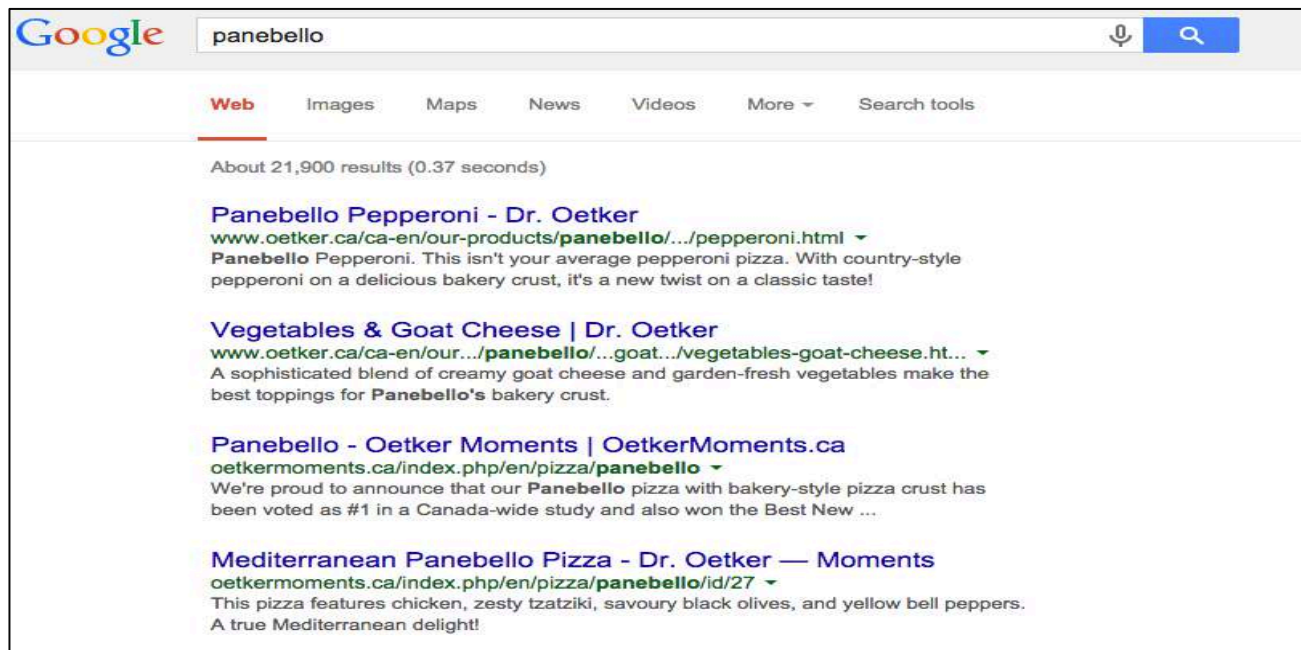 Google panebello
Web Images Maps News Videos More Search tools
About 21,900 results (0.37 seconds)
Panebello Pepperoni - Dr. Oetker
www.oetker.ca/ca-en/our-products/panebello/.../pepperoni.html
Panebello Pepperoni. This isn't your average pepperoni pizza. With country-style
pepperoni on a delicious bakery crust, it's a new twist on a classic taste!
Vegetables & Goat Cheese | Dr. Oetker
www.oetker.ca/ca-en/our.../panebello/...goat.../vegetables-goat-cheese.ht...
A sophisticated blend of creamy goat cheese and garden-fresh vegetables make the
best toppings for Panebello's bakery crust.
Panebello - Oetker Moments | OetkerMoments.ca
oetkermoments.ca/index.php/en/pizza/panebello
We're proud to announce that our Panebello pizza with bakery-style pizza crust has
been voted as #1 in a Canada-wide study and also won the Best New ...
Mediterranean Panebello Pizza - Dr. Oetker — Moments
oetkermoments.ca/index.php/en/pizza/panebello/id/27
This pizza features chicken, zesty tzatziki, savoury black olives, and yellow bell peppers.
A true Mediterranean delight!